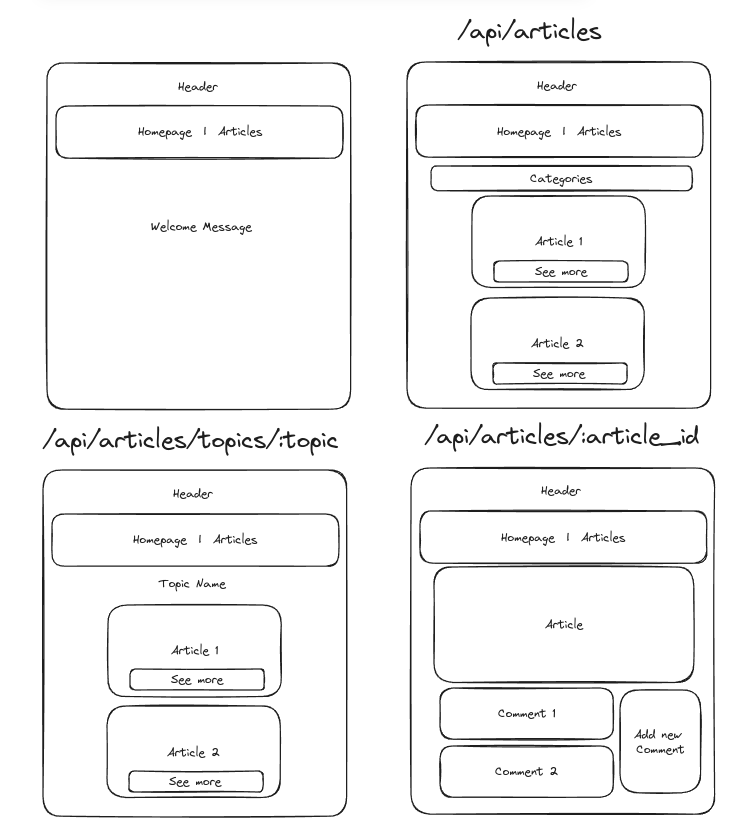 Header
Homepage | Articles
Welcome Message
/api/articles
Header
Homepage | Articles
Categories
Article 1
See more
Article 2
See more
/api/articles/topics/:topic
Header
Homepage | Articles
Topic Name
Article 1
See more
Article 2
See more
/api/articles/:article_id
Header
Homepage | Articles
Article
Comment 1
Comment 2
Add new
Comment